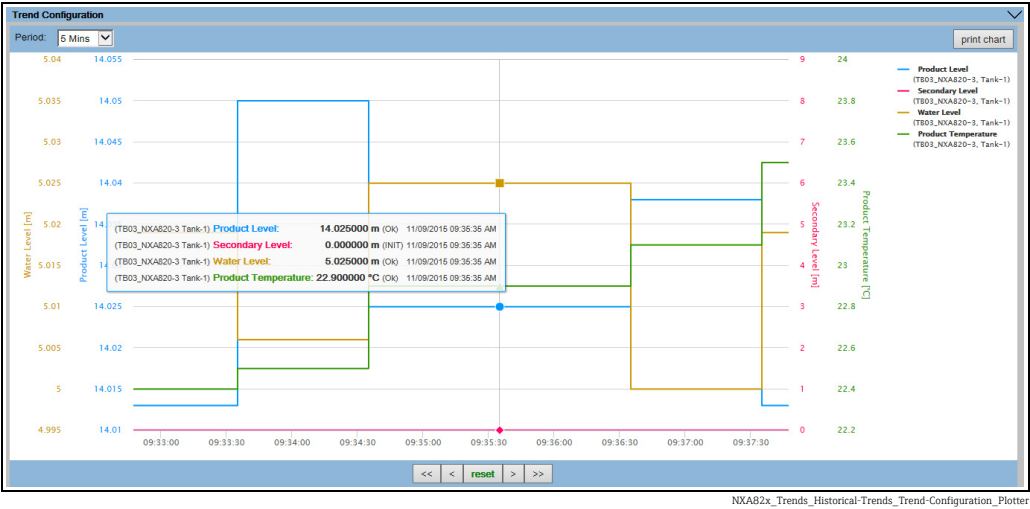 Trend Configuration
Period: 5 Mins
print chart
5.04 14.055 9 24
5.035 14.05 8 23.8
5.03 14.045 7 23.6
5.025 14.04 6 23.4
5.02 14. 5 23.2
5.015 4 23
5.01 14.025 3 22.8
5.005 14.02 2 22.6
5 14.015 1 22.4
4.995 14.01 0 22.2
Water Level [m]
Product Level [m]
Secondary Level [m]
Product Temperature [°C]
Product Level
(TB03_NXA820-3, Tank-1)
Secondary Level
(TB03_NXA820-3, Tank-1)
Water Level
(TB03_NXA820-3, Tank-1)
Product Temperature
(TB03_NXA820-3, Tank-1)
(TB03_NXA820-3 Tank-1) Product Level: 14.025000 m (Ok) 11/09/2015 09:35:35 AM
(TB03_NXA820-3 Tank-1) Secondary Level: 0.000000 m (INIT) 11/09/2015 09:35:35 AM
(TB03_NXA820-3 Tank-1) Water Level: 5.025000 m (Ok) 11/09/2015 09:35:35 AM
(TB03_NXA820-3 Tank-1) Product Temperature: 22.900000 °C (Ok) 11/09/2015 09:35:35 AM
09:33:00 09:33:30 09:34:00 09:34:30 09:35:00 09:35:30 09:36:00 09:36:30 09:37:00 09:37:30
<< < reset > >>
NXA82x_Trends_Historical-Trends_Trend-Configuration_Plotter